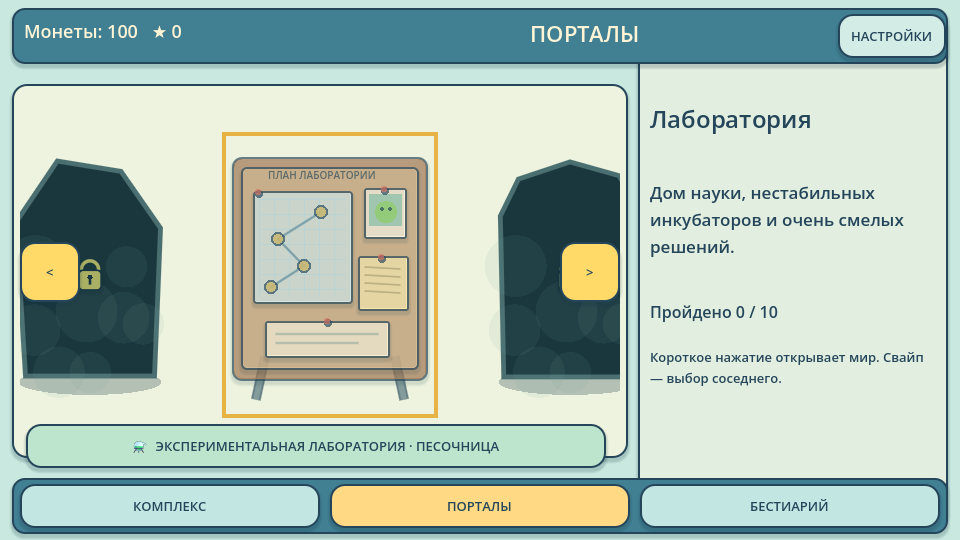 Монеты: 100 ★ 0
ПОРТАЛЫ
НАСТРОЙКИ
ПЛАН ЛАБОРАТОРИИ
<
>
Лаборатория
Дом науки, нестабильных
инкубаторов и очень смелых
решений.
Пройдено 0 / 10
Короткое нажатие открывает мир. Свайп
— выбор соседнего.
ЭКСПЕРИМЕНТАЛЬНАЯ ЛАБОРАТОРИЯ · ПЕСОЧНИЦА
КОМПЛЕКС
ПОРТАЛЫ
БЕСТИАРИЙ